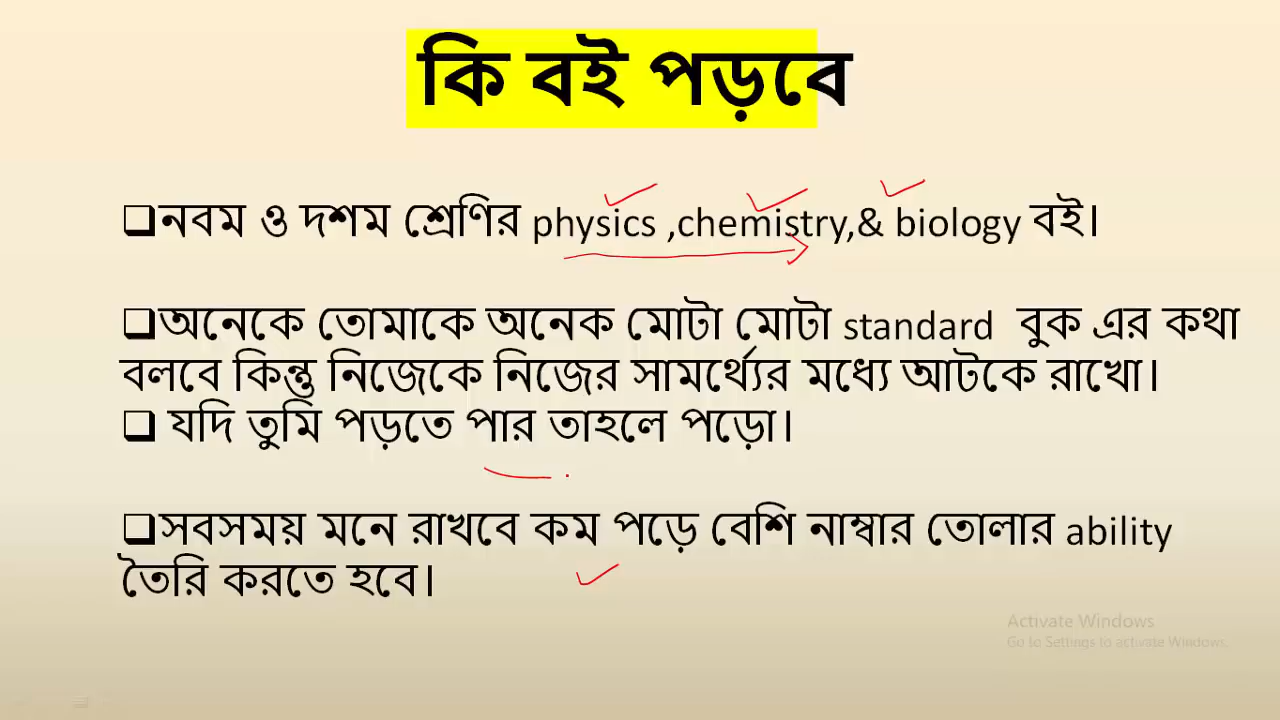 কি বই পড়বে
❑নবম ও দশম শ্রেণির physics ,chemistry,& biology বই।
❑অনেকে তোমাকে অনেক মোটা মোটা standard বুক এর কথা
বলবে কিন্তু নিজেকে নিজের সামর্থ্যের মধ্যে আটকে রাখো।
❑ যদি তুমি পড়তে পার তাহলে পড়ো।
❑সবসময় মনে রাখবে কম পড়ে বেশি নাম্বার তোলার ability
তৈরি করতে হবে।
Activate Windows
Go to Settings to activate Windows.